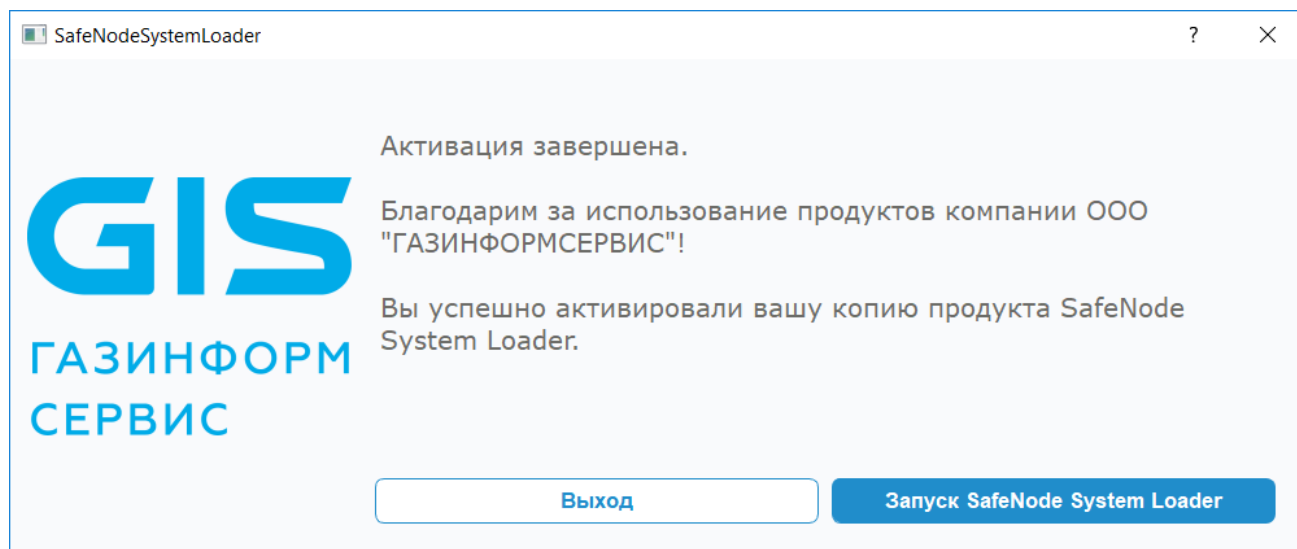 SafeNodeSystemLoader
?
GIS
ГАЗИНФОРМ
СЕРВИС
Активация завершена.
Благодарим за использование продуктов компании ООО
"ГАЗИНФОРМСЕРВИС"!
Вы успешно активировали вашу копию продукта SafeNode
System Loader.
Выход
Запуск SafeNode System Loader